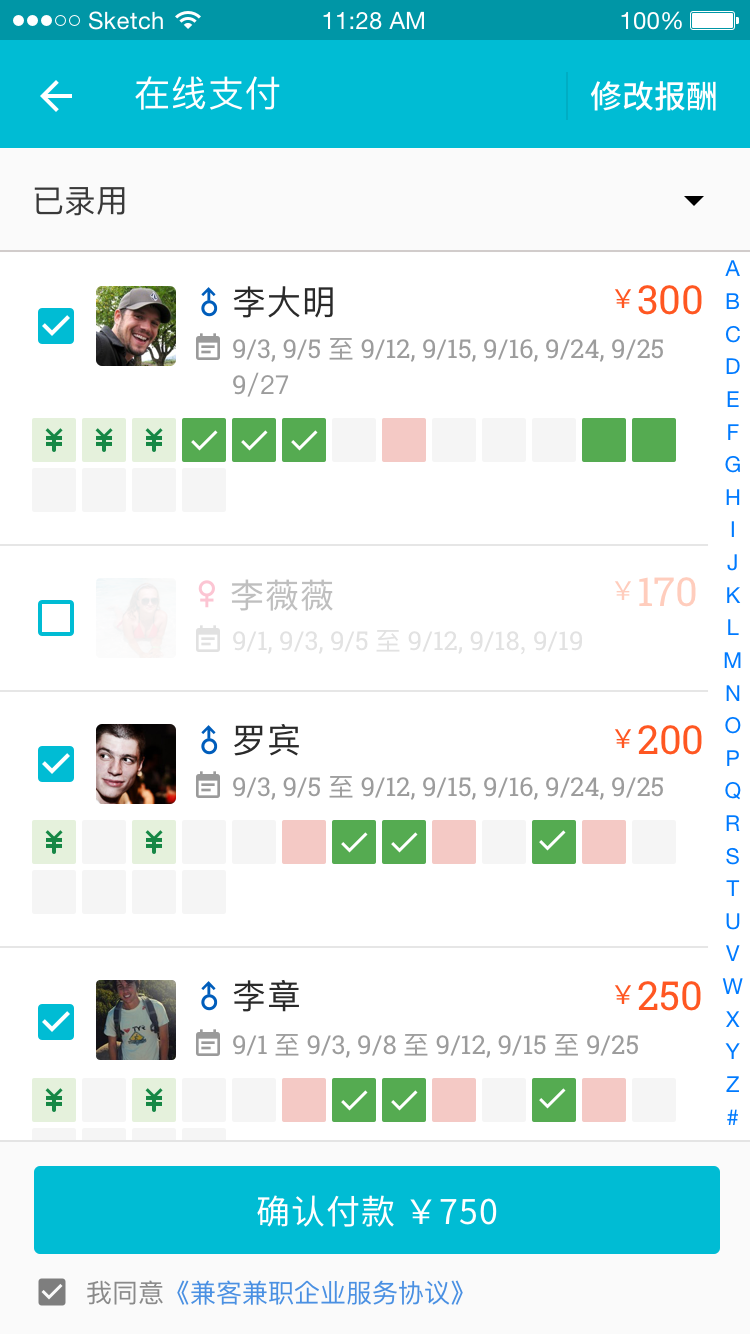 Sketch 11:28 AM 100%
在线支付 修改报酬
已录用
李大明 ¥300
9/3, 9/5 至 9/12, 9/15, 9/16, 9/24, 9/25
9/27
¥ ¥ ¥
李薇薇 ¥170
9/1, 9/3, 9/5 至 9/12, 9/18, 9/19
罗宾 ¥200
9/3, 9/5 至 9/12, 9/15, 9/16, 9/24, 9/25
¥ ¥
李章 ¥250
9/1 至 9/3, 9/8 至 9/12, 9/15 至 9/25
¥ ¥
A
B
C
D
E
F
G
H
I
J
K
L
M
N
O
P
Q
R
S
T
U
V
W
X
Y
Z
#
确认付款 ¥750
我同意《兼客兼职企业服务协议》